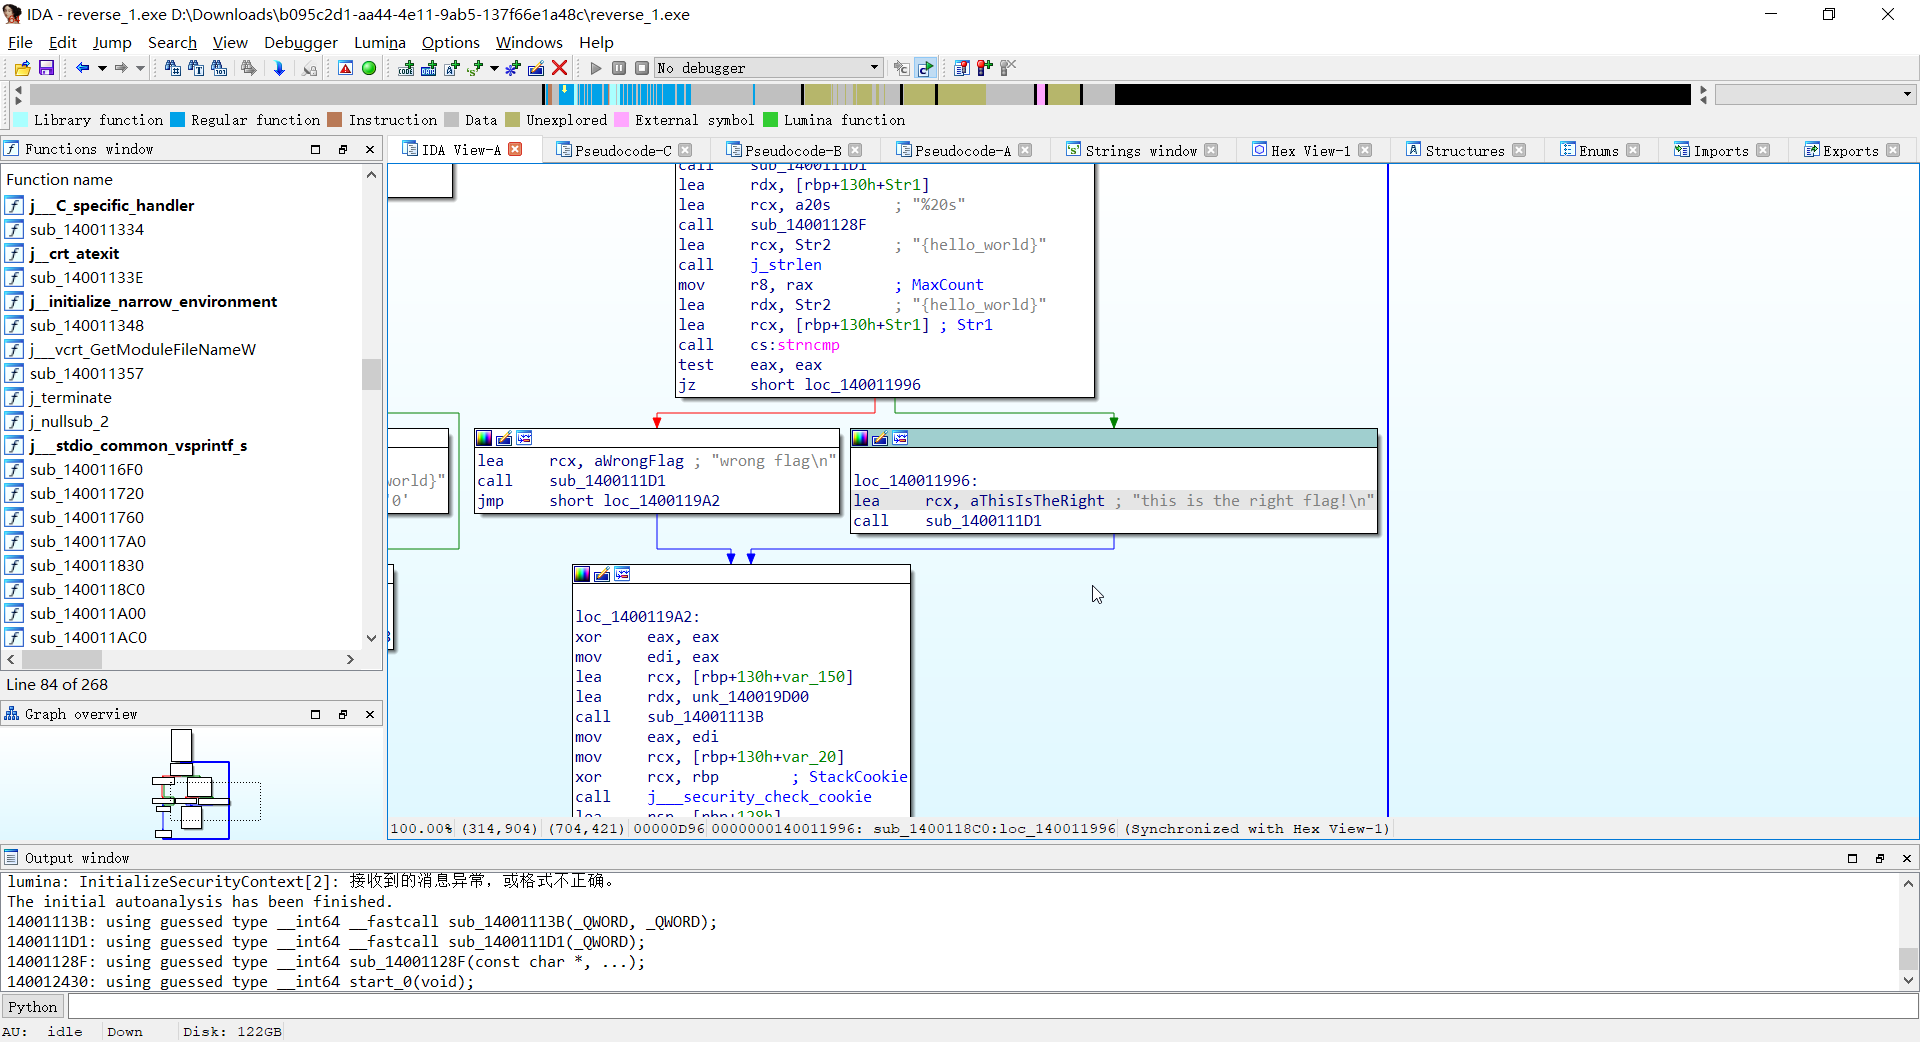 IDA - reverse_1.exe D:\Downloads\b095c2d1-aa44-4e11-9ab5-137f66e1a48c\reverse_1.exe
File Edit Jump Search View Debugger Lumina Options Windows Help
No debugger
Library function Regular function Instruction Data Unexplored External symbol Lumina function
Functions window
IDA View-A Pseudocode-C Pseudocode-B Pseudocode-A Strings window Hex View-1 Structures Enums Imports Exports
Function name
j___C_specific_handler
sub_140011334
j__crt_atexit
sub_14001133E
j__initialize_narrow_environment
sub_140011348
j___vcrt_GetModuleFileNameW
sub_140011357
j_terminate
j_nullsub_2
j___stdio_common_vsprintf_s
sub_1400116F0
sub_140011720
sub_140011760
sub_1400117A0
sub_140011830
sub_1400118C0
sub_140011A00
sub_140011AC0
Line 84 of 268
Graph overview
call sub_1400111D1
lea rdx, [rbp+130h+Str1]
lea rcx, a20s ; "%20s"
call sub_14001128F
lea rcx, Str2 ; "{hello_world}"
call j_strlen
mov r8, rax ; MaxCount
lea rdx, Str2 ; "{hello_world}"
lea rcx, [rbp+130h+Str1] ; Str1
call cs:strncmp
test eax, eax
jz short loc_140011996
orld}"
'0'
lea rcx, aWrongFlag ; "wrong flag\n"
call sub_1400111D1
jmp short loc_1400119A2
loc_140011996:
lea rcx, aThisIsTheRight ; "this is the right flag!\n"
call sub_1400111D1
loc_1400119A2:
xor eax, eax
mov edi, eax
lea rcx, [rbp+130h+var_150]
lea rdx, unk_140019D00
call sub_14001113B
mov eax, edi
mov rcx, [rbp+130h+var_20]
xor rcx, rbp ; StackCookie
call j___security_check_cookie
lea rsp, [rbp+128h]
100.00% (314,904) (704,421) 00000D96 0000000140011996: sub_1400118C0:loc_140011996 (Synchronized with Hex View-1)
Output window
lumina: InitializeSecurityContext[2]: 接收到的消息异常，或格式不正确。
The initial autoanalysis has been finished.
14001113B: using guessed type __int64 __fastcall sub_14001113B(_QWORD, _QWORD);
1400111D1: using guessed type __int64 __fastcall sub_1400111D1(_QWORD);
14001128F: using guessed type __int64 sub_14001128F(const char *, ...);
140012430: using guessed type __int64 start_0(void);
Python
AU: idle Down Disk: 122GB